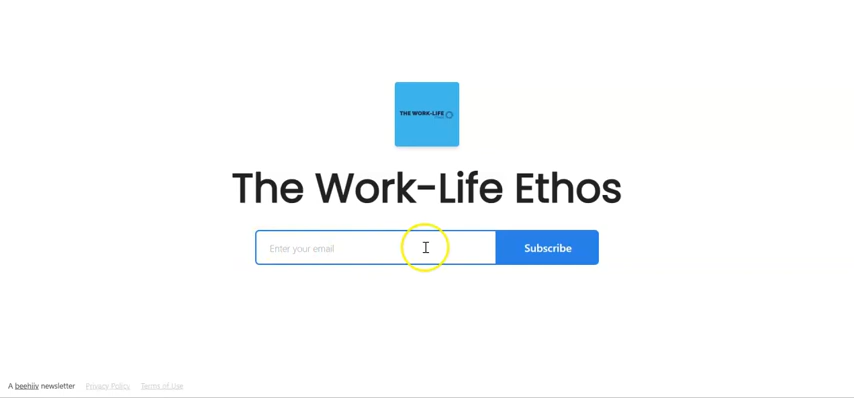 THE WORK-LIFE
The Work-Life Ethos
Enter your email
Subscribe
A beehiiv newsletter Privacy Policy Terms of Use